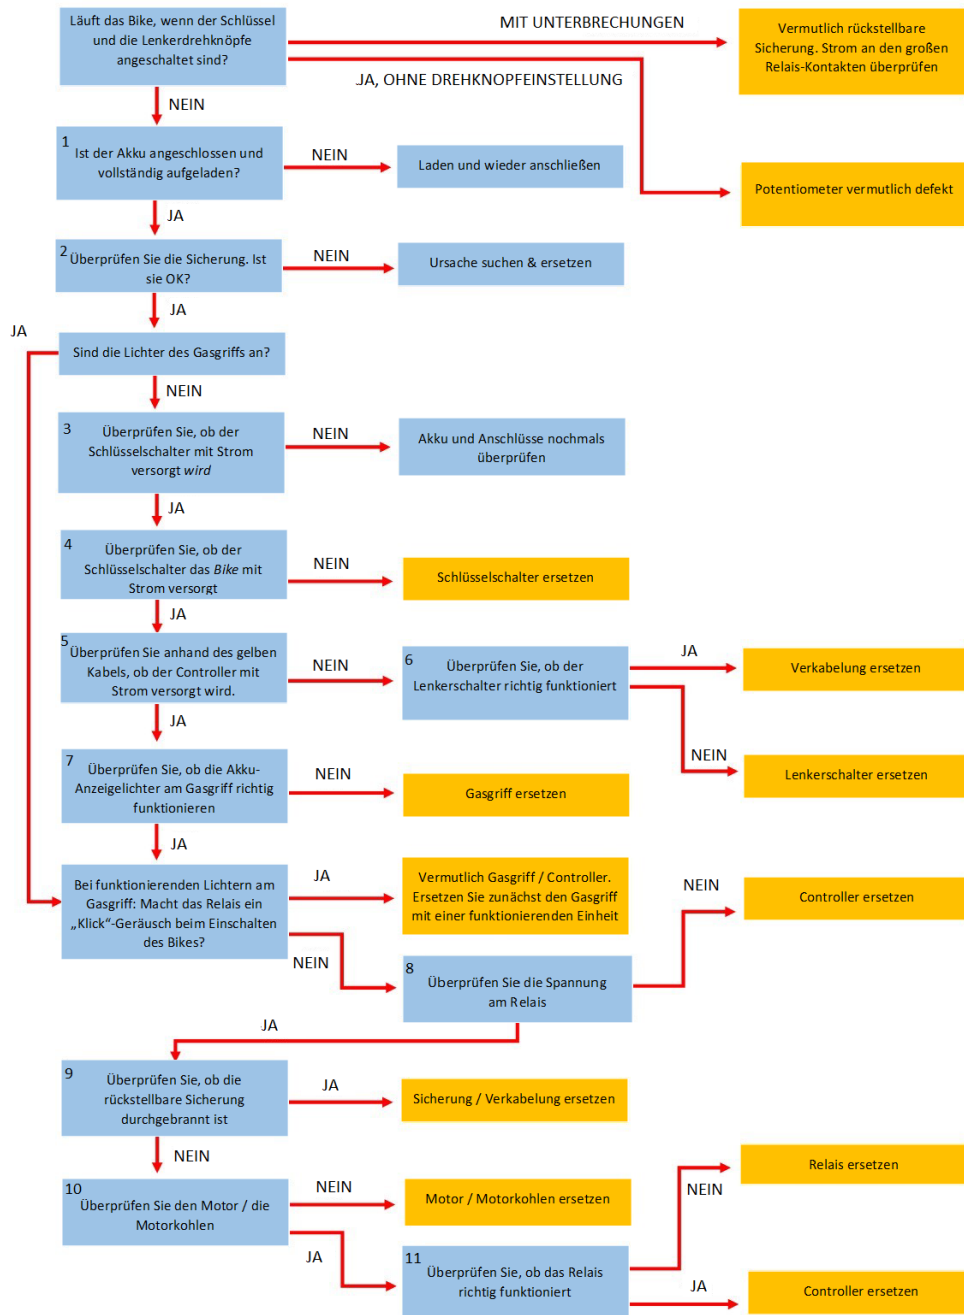 Läuft das Bike, wenn der Schlüssel
und die Lenkerdrehknöpfe
angeschaltet sind?
MIT UNTERBRECHUNGEN
Vermutlich rückstellbare
Sicherung. Strom an den großen
Relais-Kontakten überprüfen
JA, OHNE DREHKNOPFEINSTELLUNG
NEIN
1
Ist der Akku angeschlossen und
vollständig aufgeladen?
NEIN
Laden und wieder anschließen
Potentiometer vermutlich defekt
JA
2
Überprüfen Sie die Sicherung. Ist
sie OK?
NEIN
Ursache suchen & ersetzen
JA
JA
Sind die Lichter des Gasgriffs an?
NEIN
3
Überprüfen Sie, ob der
Schlüsselschalter mit Strom
versorgt wird
NEIN
Akku und Anschlüsse nochmals
überprüfen
JA
4
Überprüfen Sie, ob der
Schlüsselschalter das Bike mit
Strom versorgt
NEIN
Schlüsselschalter ersetzen
JA
5
Überprüfen Sie anhand des gelben
Kabels, ob der Controller mit
Strom versorgt wird.
NEIN
6
Überprüfen Sie, ob der
Lenkerschalter richtig funktioniert
JA
Verkabelung ersetzen
NEIN
Lenkerschalter ersetzen
JA
7
Überprüfen Sie, ob die Akku-
Anzeigelichter am Gasgriff richtig
funktionieren
NEIN
Gasgriff ersetzen
JA
Bei funktionierenden Lichtern am
Gasgriff: Macht das Relais ein
„Klick“-Geräusch beim Einschalten
des Bikes?
JA
Vermutlich Gasgriff / Controller.
Ersetzen Sie zunächst den Gasgriff
mit einer funktionierenden Einheit
NEIN
8
Überprüfen Sie die Spannung
am Relais
NEIN
Controller ersetzen
JA
9
Überprüfen Sie, ob die
rückstellbare Sicherung
durchgebrannt ist
JA
Sicherung / Verkabelung ersetzen
NEIN
10
Überprüfen Sie den Motor / die
Motorkohlen
NEIN
Motor / Motorkohlen ersetzen
JA
11
Überprüfen Sie, ob das Relais
richtig funktioniert
NEIN
Relais ersetzen
JA
Controller ersetzen